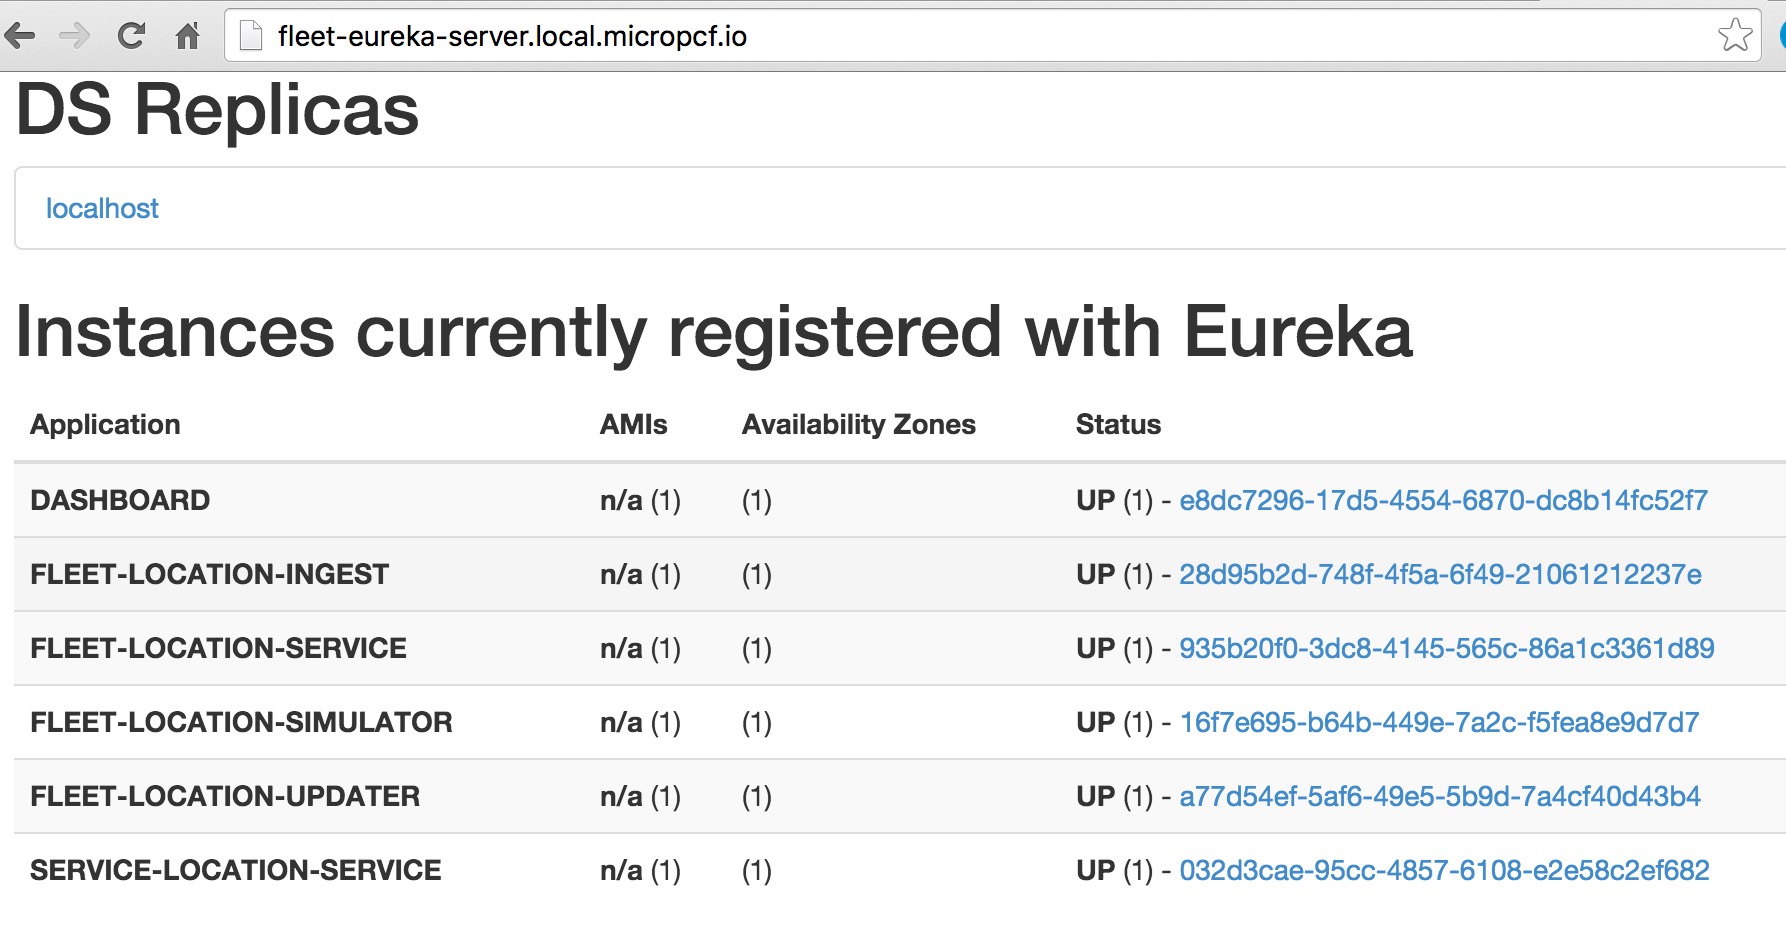 fleet-eureka-server.local.micropcf.io
DS Replicas
localhost
Instances currently registered with Eureka
Application AMIs Availability Zones Status
DASHBOARD n/a (1) (1) UP (1) - e8dc7296-17d5-4554-6870-dc8b14fc52f7
FLEET-LOCATION-INGEST n/a (1) (1) UP (1) - 28d95b2d-748f-4f5a-6f49-21061212237e
FLEET-LOCATION-SERVICE n/a (1) (1) UP (1) - 935b20f0-3dc8-4145-565c-86a1c3361d89
FLEET-LOCATION-SIMULATOR n/a (1) (1) UP (1) - 16f7e695-b64b-449e-7a2c-f5fea8e9d7d7
FLEET-LOCATION-UPDATER n/a (1) (1) UP (1) - a77d54ef-5af6-49e5-5b9d-7a4cf40d43b4
SERVICE-LOCATION-SERVICE n/a (1) (1) UP (1) - 032d3cae-95cc-4857-6108-e2e58c2ef682